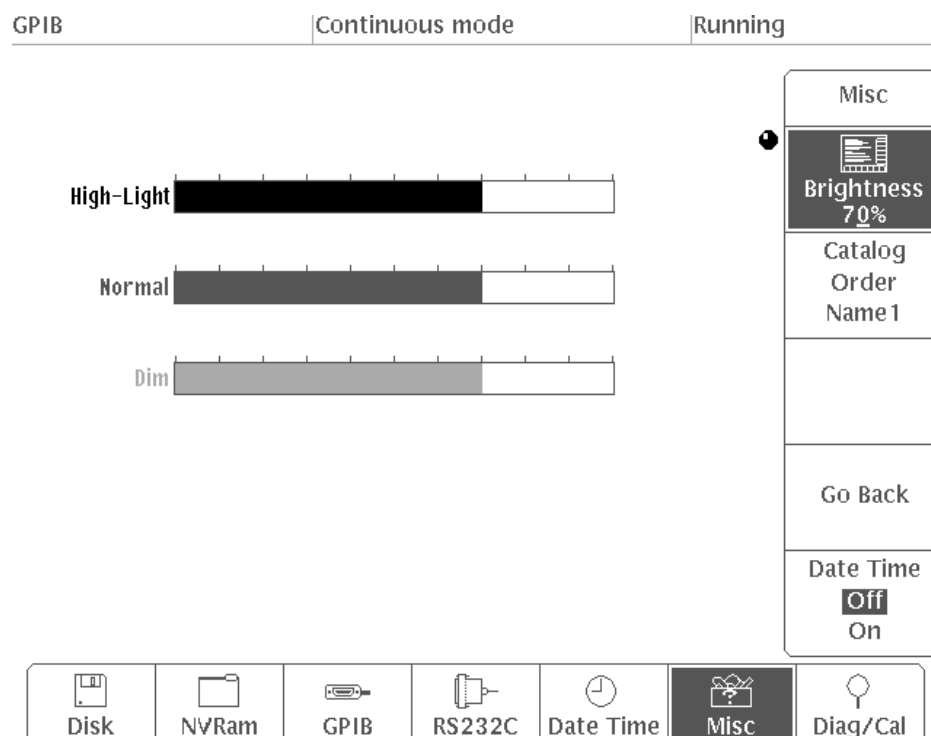 GPIB
Continuous mode
Running
Misc
Brightness
70%
Catalog
Order
Name1
Go Back
Date Time
Off
On
High-Light
Normal
Dim
Disk
NVRam
GPIB
RS232C
Date Time
Misc
Diag/Cal